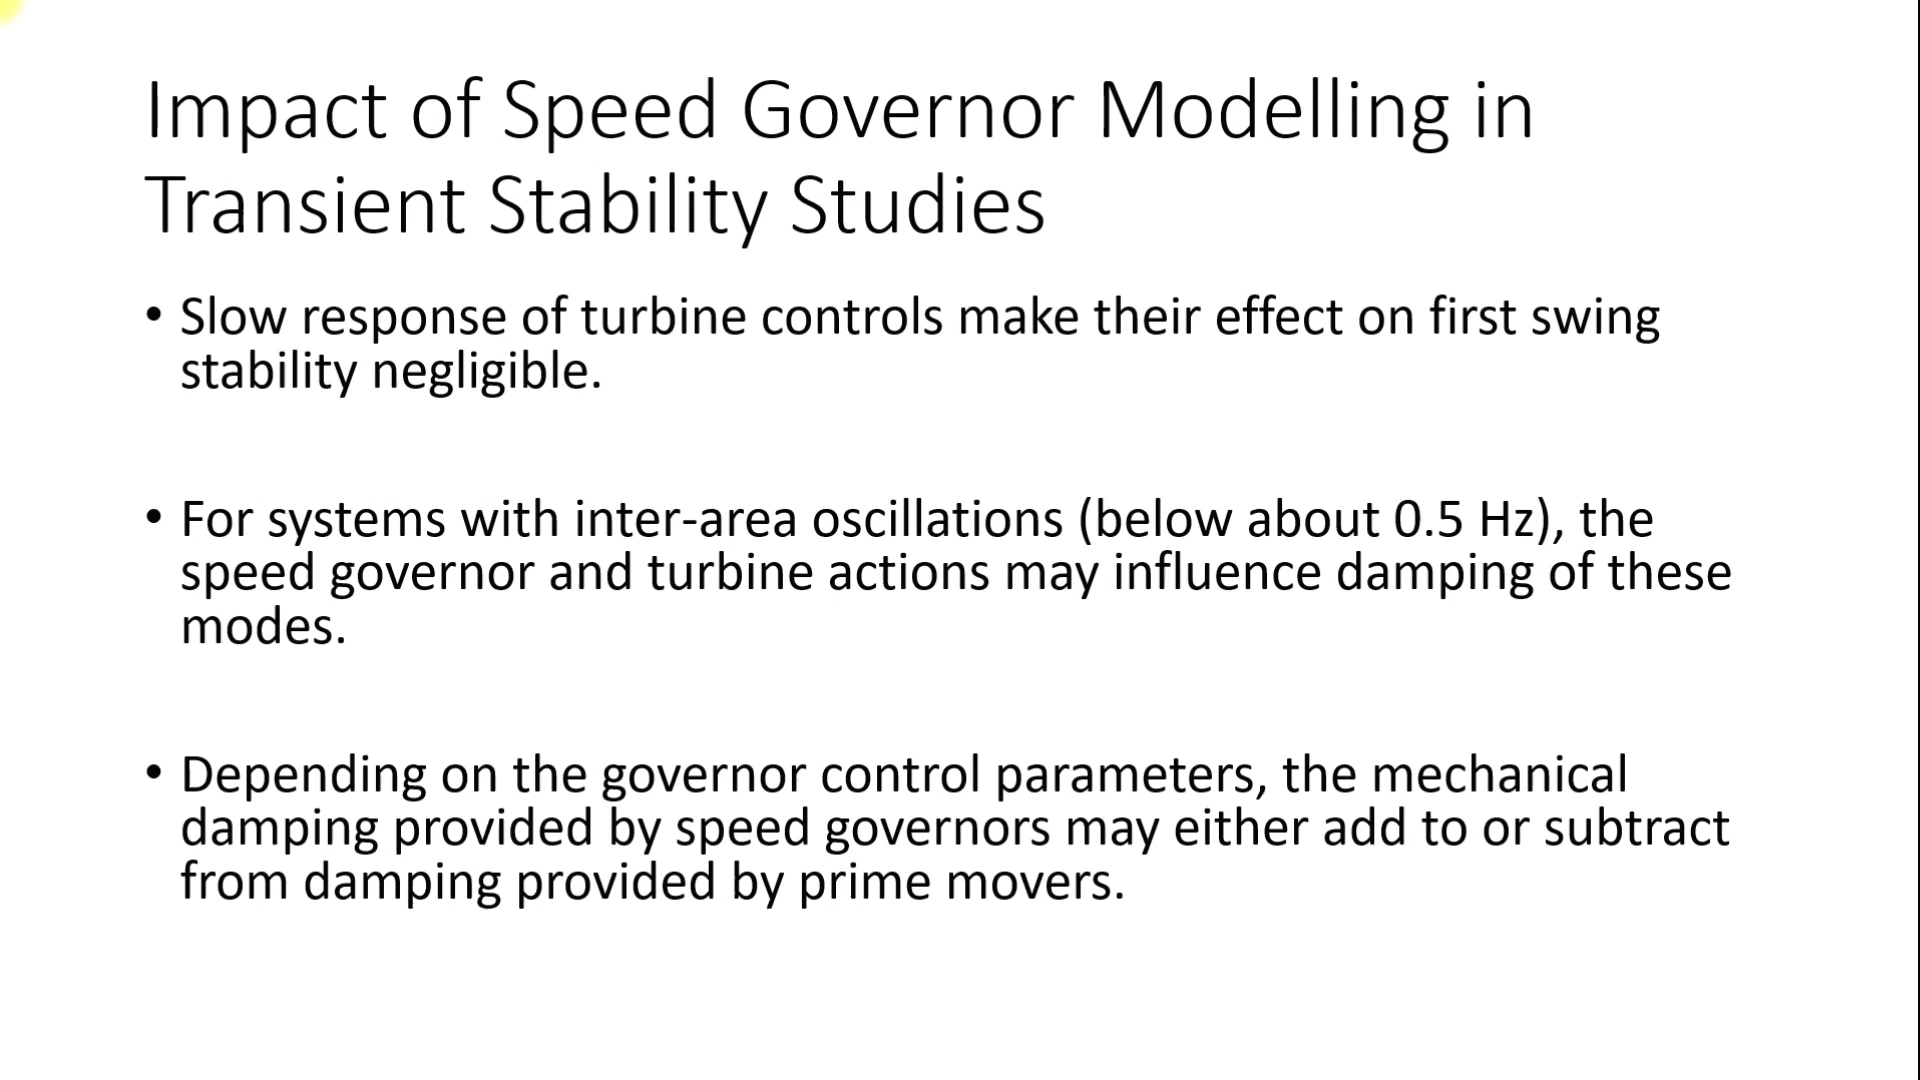 Impact of Speed Governor Modelling in
Transient Stability Studies
• Slow response of turbine controls make their effect on first swing
stability negligible.
• For systems with inter-area oscillations (below about 0.5 Hz), the
speed governor and turbine actions may influence damping of these
modes.
• Depending on the governor control parameters, the mechanical
damping provided by speed governors may either add to or subtract
from damping provided by prime movers.